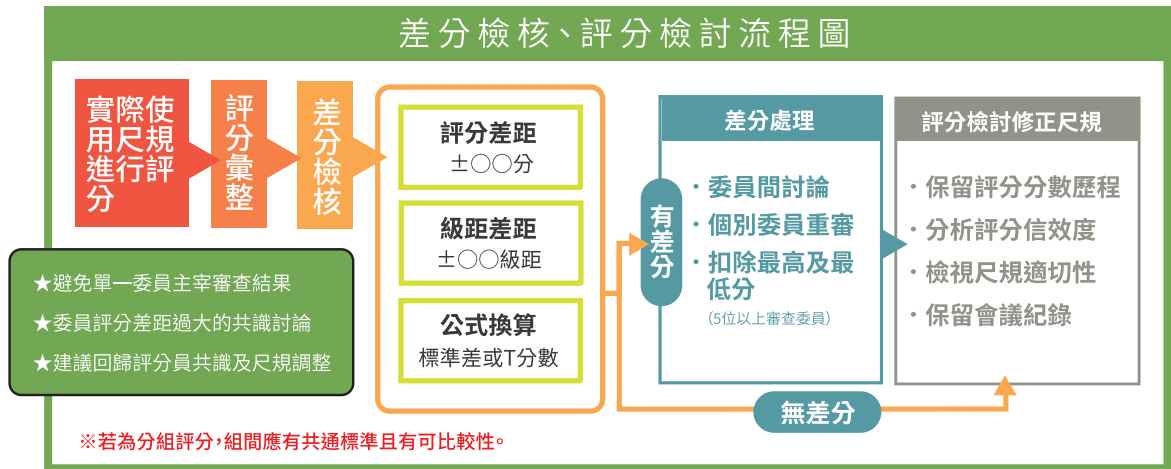 差分檢核、評分檢討流程圖
實際使
用尺規
進行評
分
評分彙整
差分檢核
評分差距
±○○分
級距差距
±○○級距
公式換算
標準差或T分數
有差分
差分處理
・委員間討論
・個別委員重審
・扣除最高及最
低分
（5位以上審查委員）
無差分
評分檢討修正尺規
・保留評分分數歷程
・分析評分信效度
・檢視尺規適切性
・保留會議紀錄
★避免單一委員主宰審查結果
★委員評分差距過大的共識討論
★建議回歸評分員共識及尺規調整
※若為分組評分，組間應有共通標準且有可比較性。